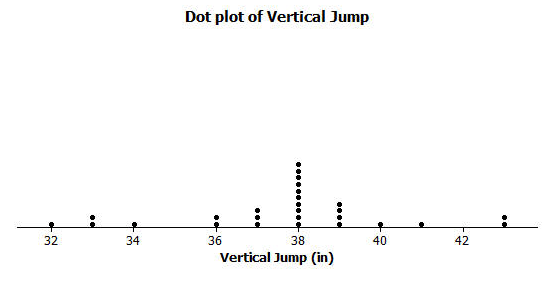 Dot plot of Vertical Jump
32 34 36 38 40 42
Vertical Jump (in)